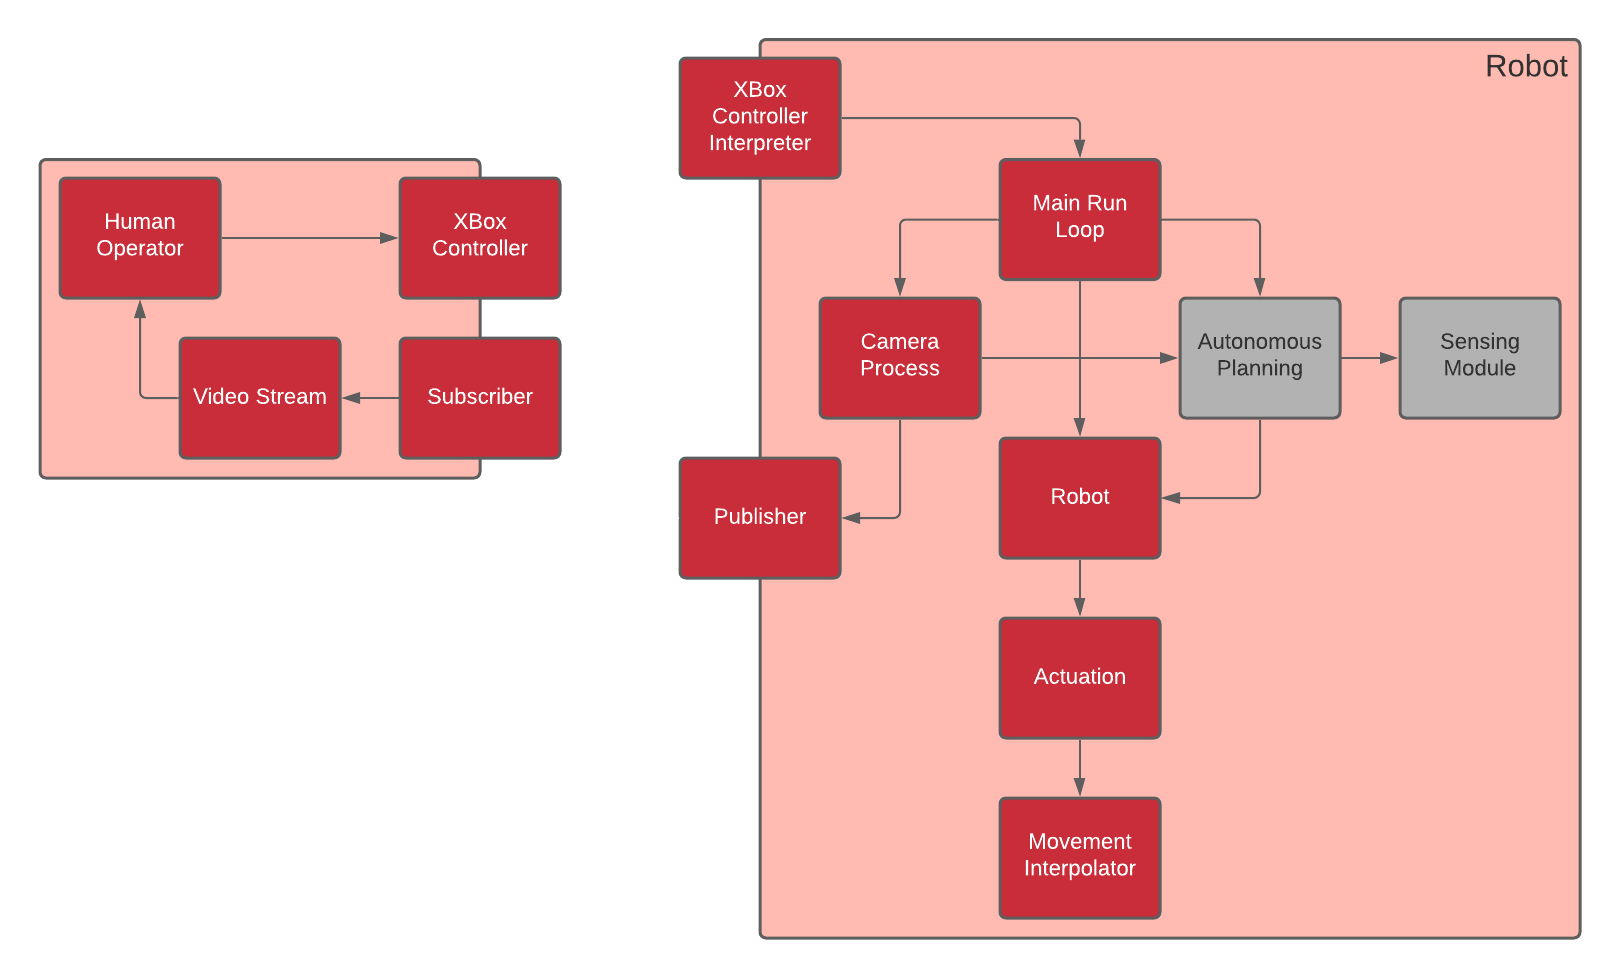 Human
Operator
XBox
Controller
Video Stream
Subscriber
Robot
XBox
Controller
Interpreter
Main Run
Loop
Camera
Process
Autonomous
Planning
Sensing
Module
Publisher
Robot
Actuation
Movement
Interpolator